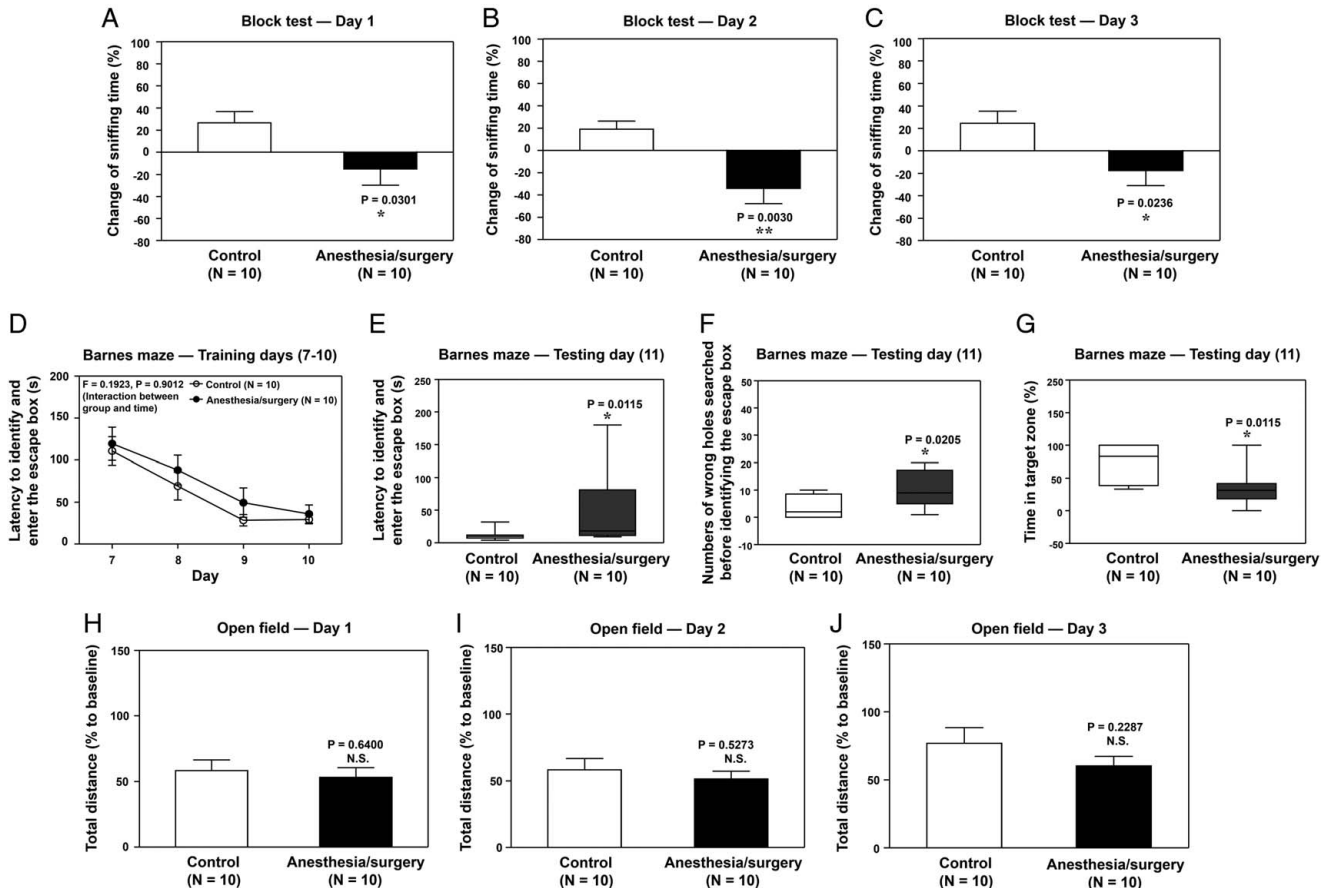 A
Block test — Day 1
Change of sniffing time (%)
100
80
60
40
20
0
-20
-40
-60
-80
P = 0.0301
*
Control
(N = 10)
Anesthesia/surgery
(N = 10)
B
Block test — Day 2
Change of sniffing time (%)
100
80
60
40
20
0
-20
-40
-60
-80
P = 0.0030
**
Control
(N = 10)
Anesthesia/surgery
(N = 10)
C
Block test — Day 3
Change of sniffing time (%)
100
80
60
40
20
0
-20
-40
-60
-80
P = 0.0236
*
Control
(N = 10)
Anesthesia/surgery
(N = 10)
D
Barnes maze — Training days (7-10)
Latency to identify and
enter the escape box (s)
200
150
100
50
0
F = 0.1923, P = 0.9012
(Interaction between
group and time)
Control (N = 10)
Anesthesia/surgery (N = 10)
7
8
9
10
Day
E
Barnes maze — Testing day (11)
Latency to identify and
enter the escape box (s)
250
200
150
100
50
0
P = 0.0115
*
Control
(N = 10)
Anesthesia/surgery
(N = 10)
F
Barnes maze — Testing day (11)
Numbers of wrong holes searched
before identifying the escape box
50
40
30
20
10
0
-10
P = 0.0205
*
Control
(N = 10)
Anesthesia/surgery
(N = 10)
G
Barnes maze — Testing day (11)
Time in target zone (%)
250
150
100
50
0
-50
P = 0.0115
*
Control
(N = 10)
Anesthesia/surgery
(N = 10)
H
Open field — Day 1
Total distance (% to baseline)
150
100
50
0
P = 0.6400
N.S.
Control
(N = 10)
Anesthesia/surgery
(N = 10)
I
Open field — Day 2
Total distance (% to baseline)
150
100
50
0
P = 0.5273
N.S.
Control
(N = 10)
Anesthesia/surgery
(N = 10)
J
Open field — Day 3
Total distance (% to baseline)
150
100
50
0
P = 0.2287
N.S.
Control
(N = 10)
Anesthesia/surgery
(N = 10)